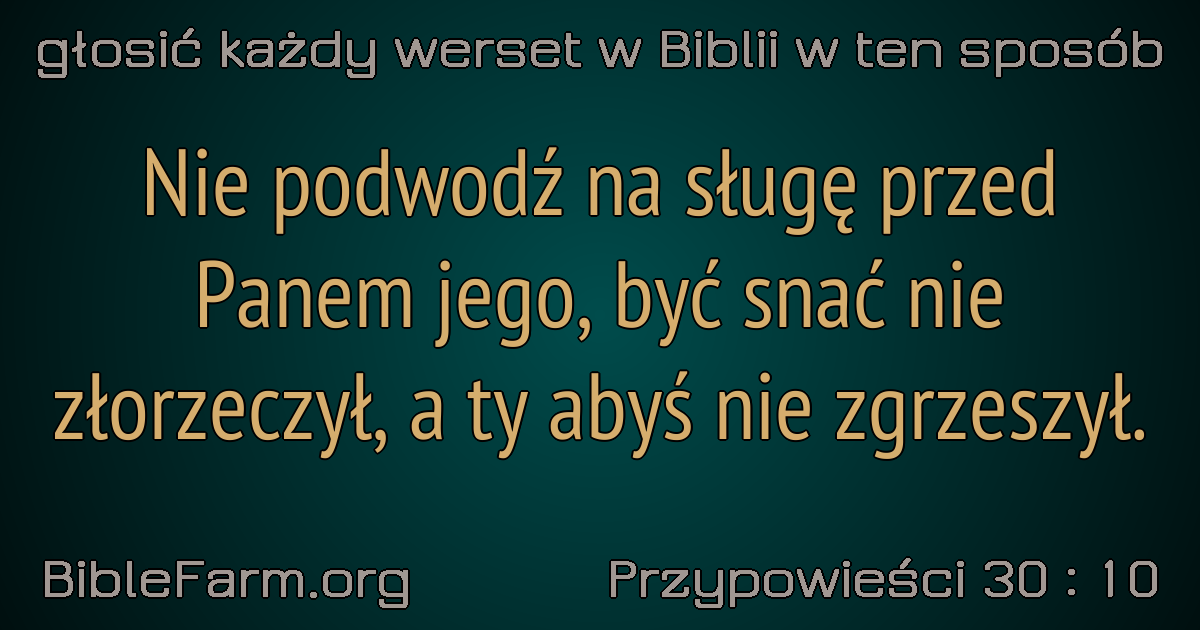 głosić każdy werset w Biblii w ten sposób
Nie podwodź na sługę przed
Panem jego, być snać nie
złorzeczył, a ty abyś nie zgrzeszył.
BibleFarm.org
Przypowieści 30 : 10